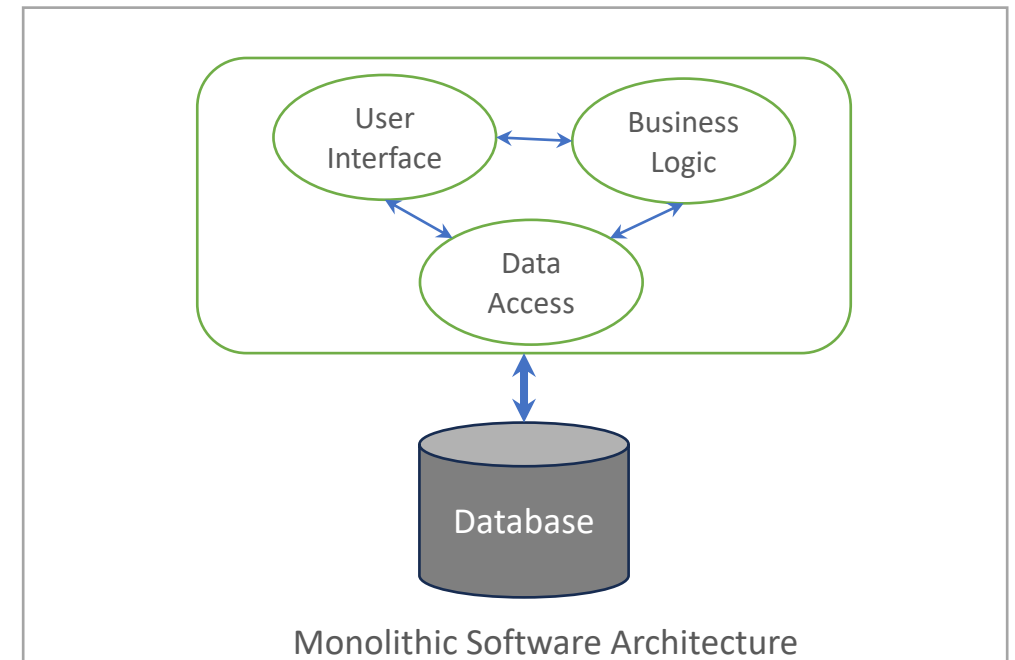 User
Interface
Business
Logic
Data
Access
Database
Monolithic Software Architecture